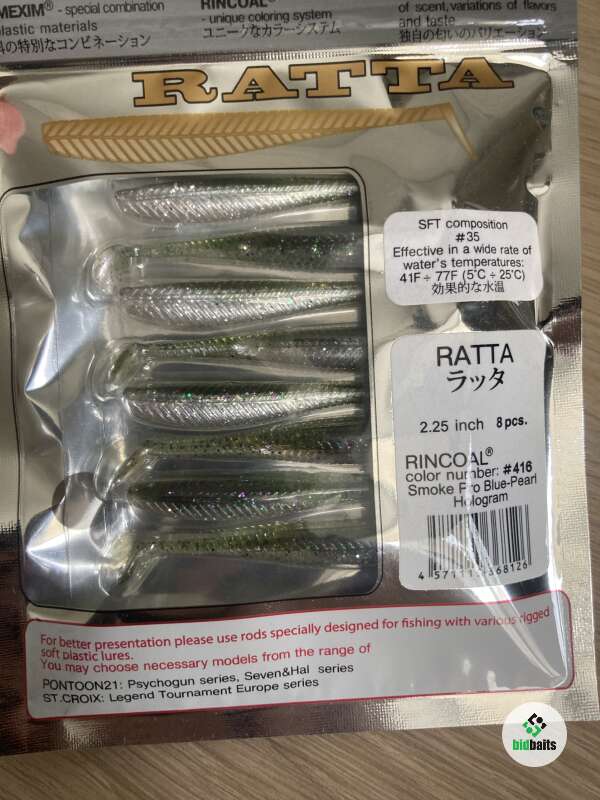 MEXIM® - special combination
plastic materials
の特別なコンビネーション
RINCOAL®
- unique coloring system
ユニークなカラーシステム
of scent, variations of flavors
and taste
独自の匂いのバリエーション
RATTA
SFT composition
#35
Effective in a wide rate of
water's temperatures:
41F ÷ 77F (5°C ÷ 25°C)
効果的な水温
RATTA
ラッタ
2.25 inch 8 pcs.
RINCOAL®
color number: #416
Smoke Pro Blue-Pearl
Hologram
For better presentation please use rods specially designed for fishing with various rigged
soft plastic lures.
You may choose necessary models from the range of
PONTOON21: Psychogun series, Seven&Hal series
ST.CROIX: Legend Tournament Europe series
bidbaits